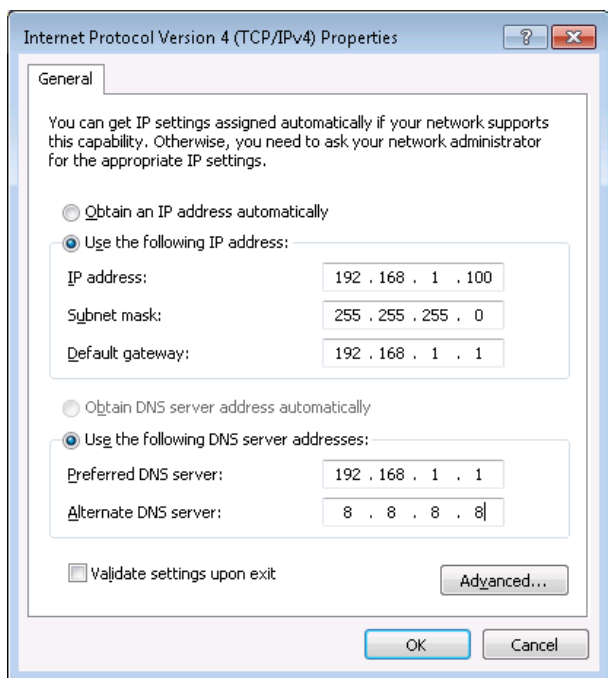 Internet Protocol Version 4 (TCP/IPv4) Properties
General
You can get IP settings assigned automatically if your network supports
this capability. Otherwise, you need to ask your network administrator
for the appropriate IP settings.
Obtain an IP address automatically
Use the following IP address:
IP address: 192 . 168 . 1 . 100
Subnet mask: 255 . 255 . 255 . 0
Default gateway: 192 . 168 . 1 . 1
Obtain DNS server address automatically
Use the following DNS server addresses:
Preferred DNS server: 192 . 168 . 1 . 1
Alternate DNS server: 8 . 8 . 8 . 8
Validate settings upon exit
Advanced...
OK Cancel